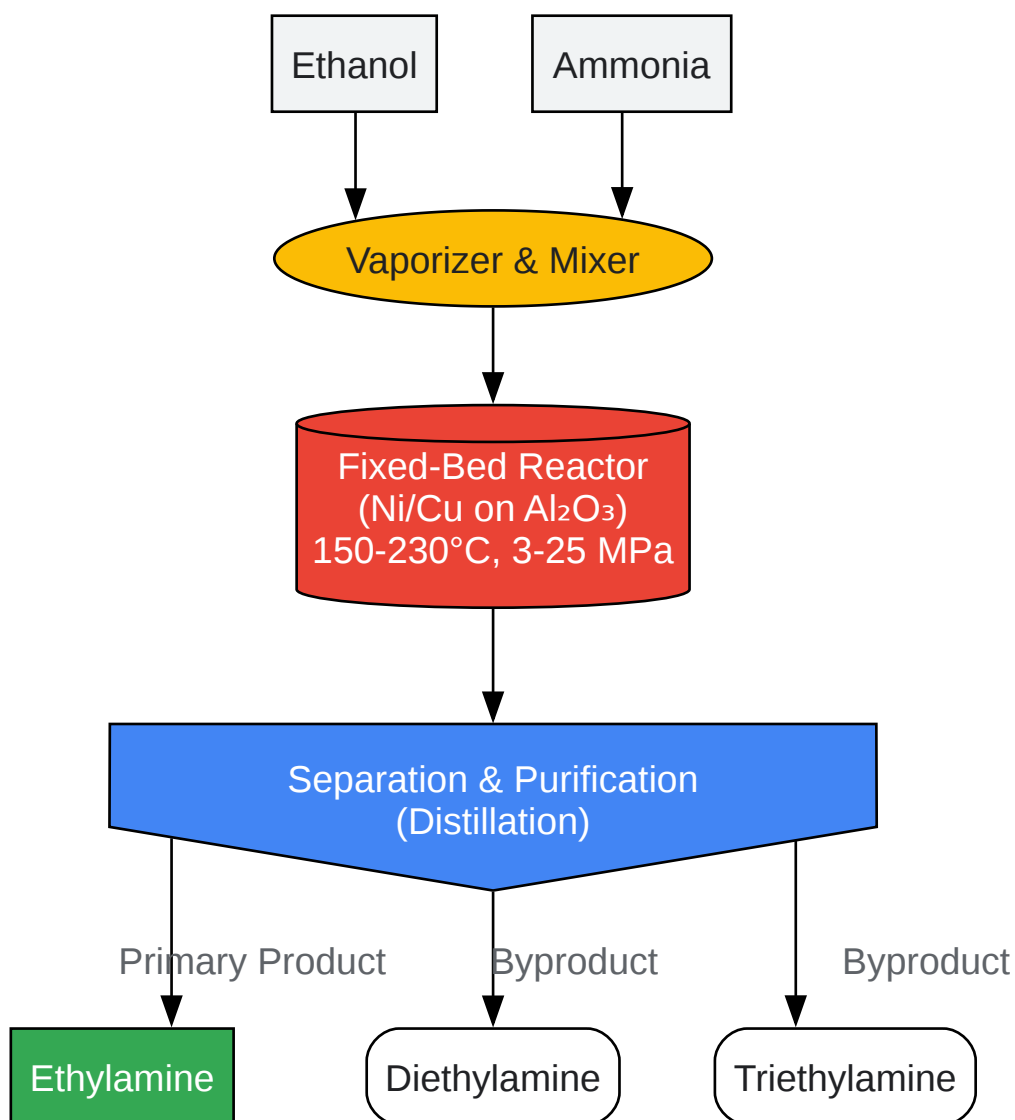 Ethanol
Ammonia
Vaporizer & Mixer
Fixed-Bed Reactor
(Ni/Cu on Al₂O₃)
150-230°C, 3-25 MPa
Separation & Purification
(Distillation)
Primary Product
Byproduct
Byproduct
Ethylamine
Diethylamine
Triethylamine